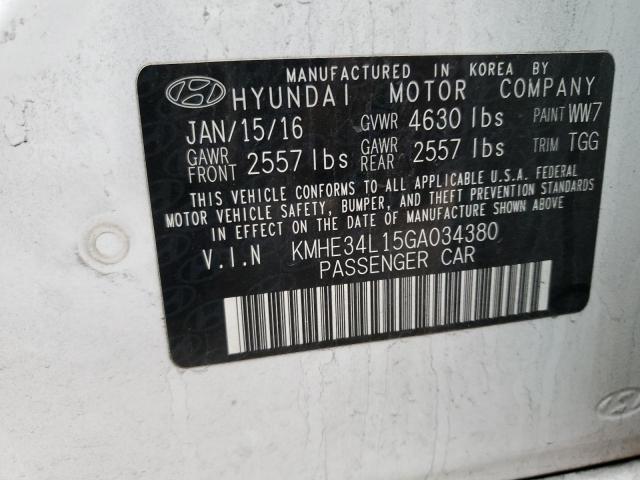 MANUFACTURED IN KOREA BY
HYUNDAI MOTOR COMPANY
JAN/15/16 GVWR 4630 lbs PAINT WW7
GAWR FRONT 2557 lbs GAWR REAR 2557 lbs TRIM TGG
THIS VEHICLE CONFORMS TO ALL APPLICABLE U.S.A. FEDERAL
MOTOR VEHICLE SAFETY, BUMPER, AND THEFT PREVENTION STANDARDS
IN EFFECT ON THE DATE OF MANUFACTURE SHOWN ABOVE
V.I.N KMHE34L15GA034380
PASSENGER CAR